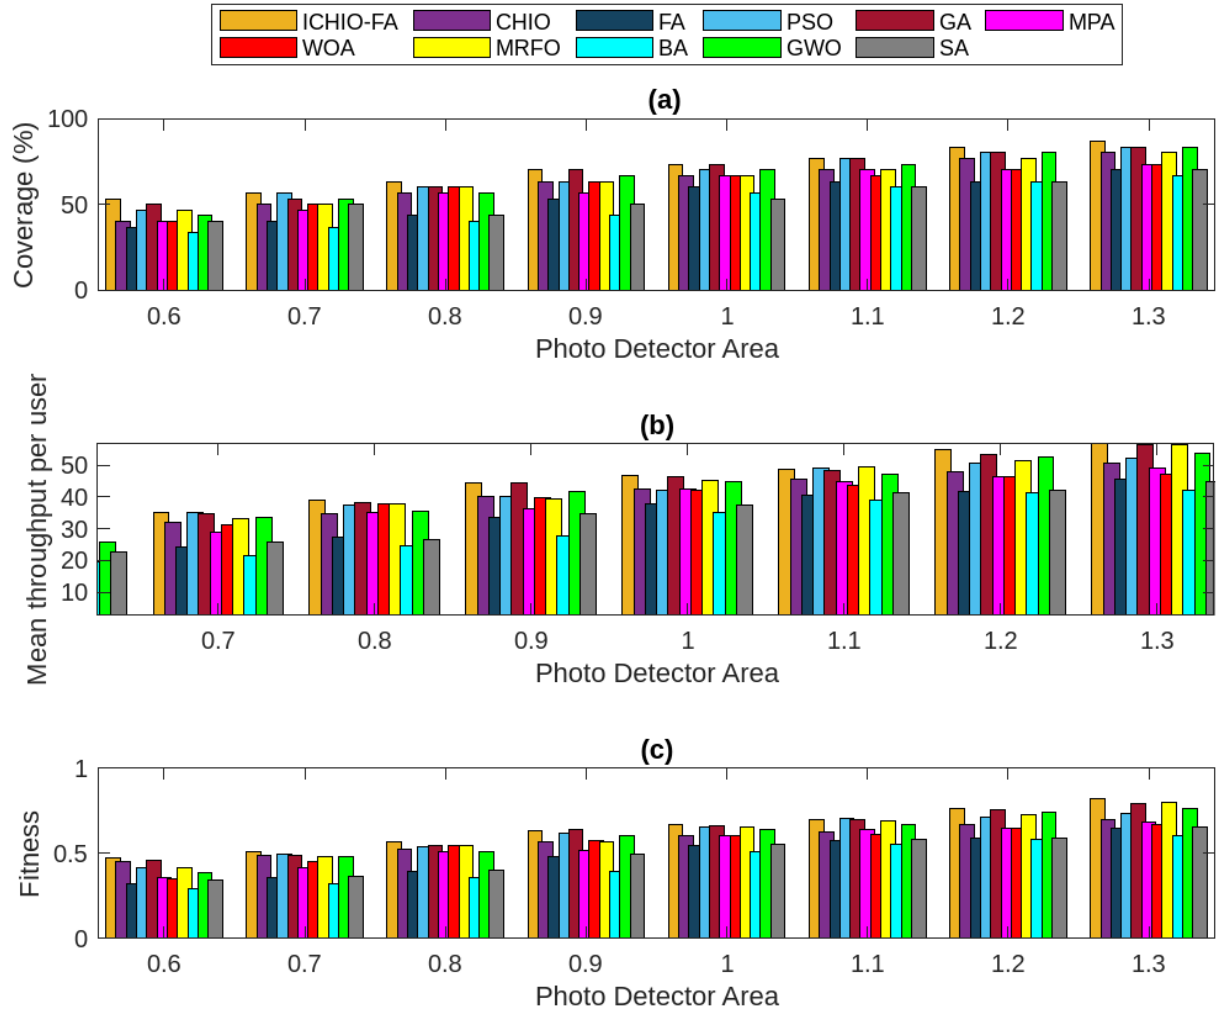 ICHIO-FA CHIO FA PSO GA MPA
WOA MRFO BA GWO SA
(a)
Coverage (%)
100
50
0
0.6 0.7 0.8 0.9 1 1.1 1.2 1.3
Photo Detector Area
(b)
Mean throughput per user
50
40
30
20
10
0.7 0.8 0.9 1 1.1 1.2 1.3
Photo Detector Area
(c)
Fitness
1
0.5
0
0.6 0.7 0.8 0.9 1 1.1 1.2 1.3
Photo Detector Area